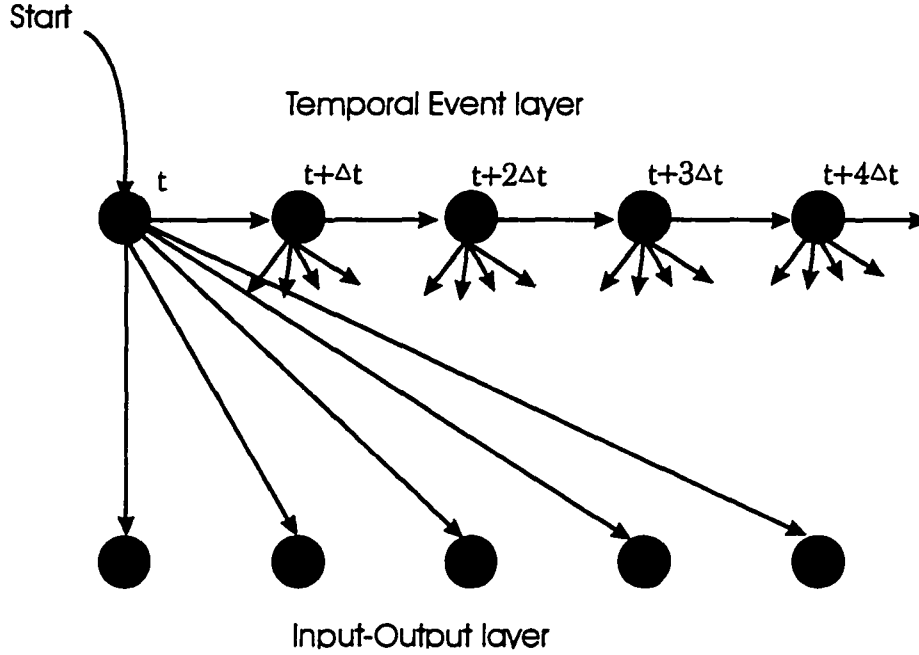 Start
Temporal Event layer
t
t+Δt
t+2Δt
t+3Δt
t+4Δt
Input-Output layer